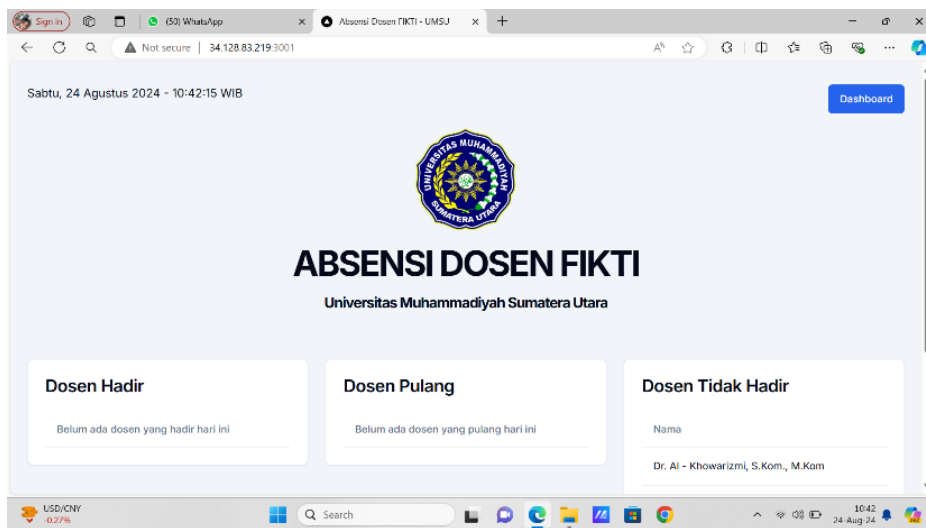 Sign in
(50) WhatsApp
Absensi Dosen FIKTI - UMSU
Not secure
34.128.83.219:3001
Sabtu, 24 Agustus 2024 - 10:42:15 WIB
Dashboard
UNIVERSITAS MUHAMMADIYAH
SUMATERA UTARA
ABSENSI DOSEN FIKTI
Universitas Muhammadiyah Sumatera Utara
Dosen Hadir
Belum ada dosen yang hadir hari ini
Dosen Pulang
Belum ada dosen yang pulang hari ini
Dosen Tidak Hadir
Nama
Dr. Al - Khowarizmi, S.Kom., M.Kom
USD/CNY
-0.27%
Search
10:42
24-Aug-24